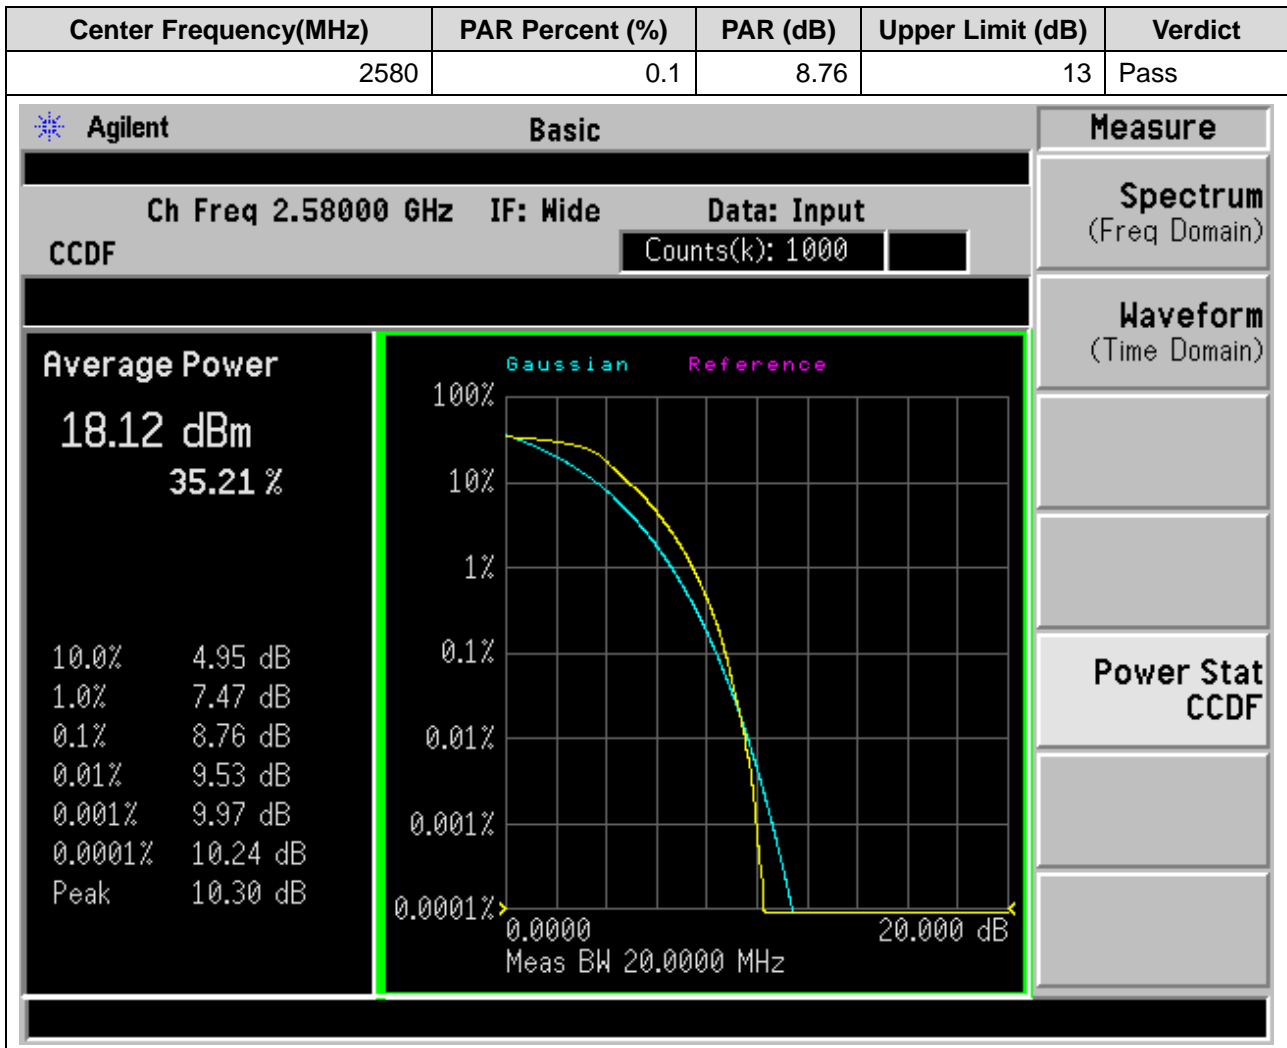 Center Frequency(MHz) PAR Percent (%) PAR (dB) Upper Limit (dB) Verdict
2580 0.1 8.76 13 Pass
Agilent Basic Measure
Ch Freq 2.58000 GHz IF: Wide Data: Input
CCDF Counts(k): 1000
Spectrum
(Freq Domain)
Waveform
(Time Domain)
Power Stat
CCDF
Average Power
18.12 dBm
35.21 %
10.0% 4.95 dB
1.0% 7.47 dB
0.1% 8.76 dB
0.01% 9.53 dB
0.001% 9.97 dB
0.0001% 10.24 dB
Peak 10.30 dB
Gaussian Reference
100%
10%
1%
0.1%
0.01%
0.001%
0.0001%
0.0000 20.000 dB
Meas BW 20.0000 MHz